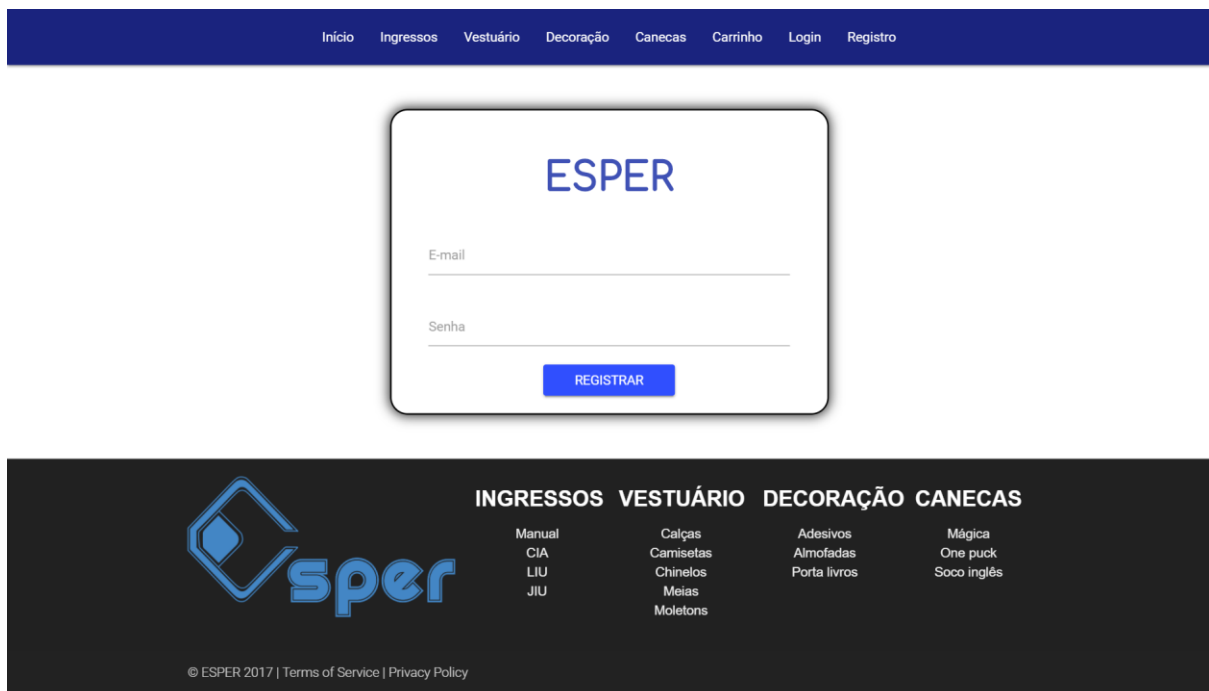 Início Ingressos Vestuário Decoração Canecas Carrinho Login Registro
ESPER
E-mail
Senha
REGISTRAR
Esper
INGRESSOS VESTUÁRIO DECORAÇÃO CANECAS
Manual Calças Adesivos Mágica
CIA Camisetas Almofadas One puck
LIU Chinelos Porta livros Soco inglês
JIU Meias
Moletons
© ESPER 2017 | Terms of Service | Privacy Policy